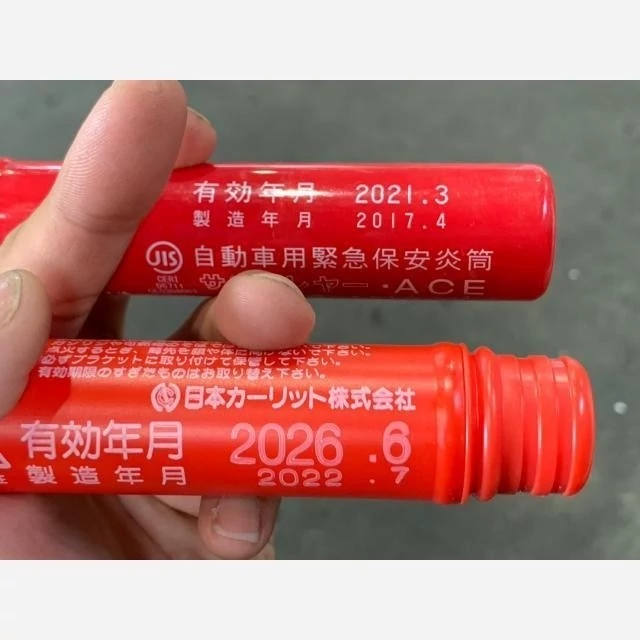 有効年月 2021.3
製造年月 2017.4
JIS 自動車用緊急保安炎筒
CERI
ヤー・ACE
必ずブラケットに取り付けて保管して下さい。
有効期限のすぎたものはお取り替え下さい。
日本カーリット株式会社
有効年月 2026.6
製造年月 2022.7